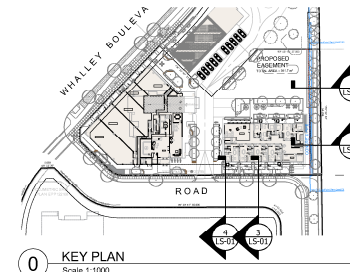 WHALLEY BOULEVA
PROPOSED
EASEMENT
LS
LS
ROAD
4
LS-01
3
LS-01
0
KEY PLAN
Scale 1:1000